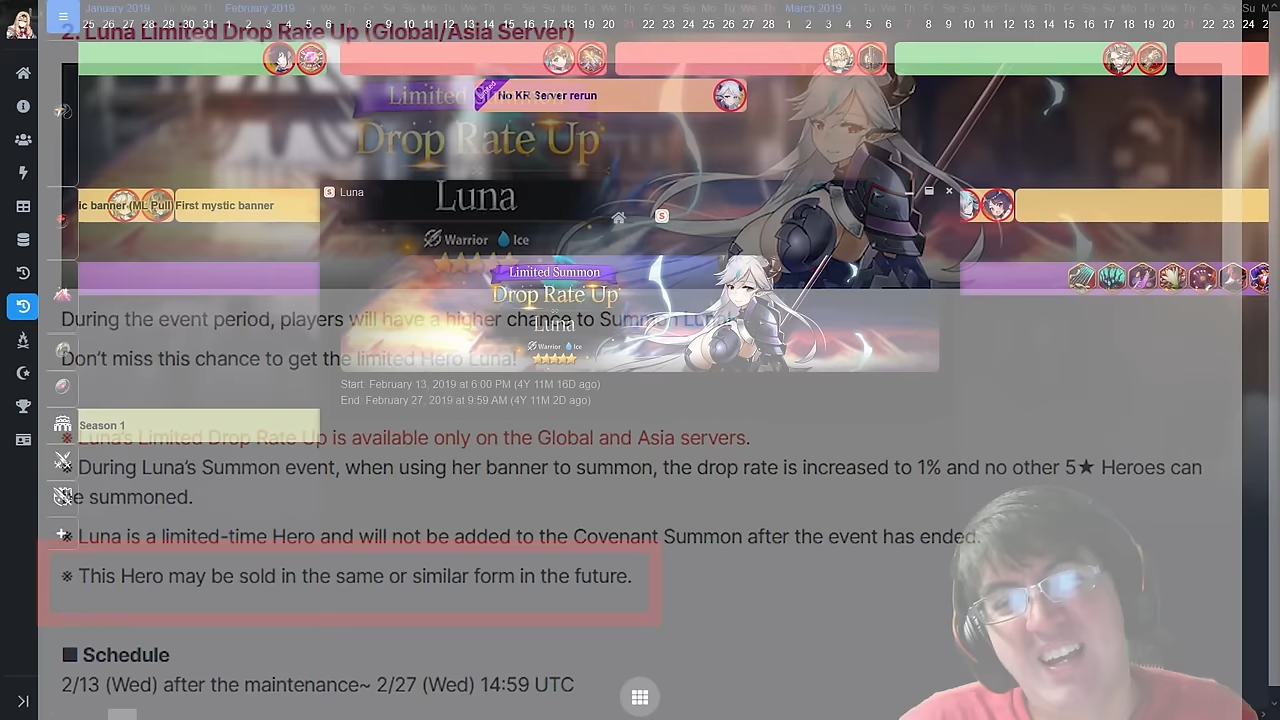 January 2019
February 2019
March 2019
25 26 27 28 29 30 31 1 2 3 4 5 6
8
15 16 17 18 19 20 21 22 23 24 25 26 27 28 1 2 3 4 5 6 7 8 9 10 11 12 13 14 15 16 17 18 19 20 21 22 23 24
2. Luna Limited Drop Rate Up (Global/Asia Server)
Limited
No KR Server rerun
Drop Rate Up
Luna
Warrior Ice
S Luna
ic banner (ML Pull)
First mystic banner
S
Limited Summon
Drop Rate Up
Luna
Warrior Ice
During the event period, players will have a higher chance to Summon Luna!
Don't miss this chance to get the limited Hero Luna!
Start: February 13, 2019 at 6:00 PM (4Y 11M 16D ago)
End: February 27, 2019 at 9:59 AM (4Y 11M 2D ago)
Season 1
※ Luna's Limited Drop Rate Up is available only on the Global and Asia servers.
※ During Luna's Summon event, when using her banner to summon, the drop rate is increased to 1% and no other 5★ Heroes can
be summoned.
※ Luna is a limited-time Hero and will not be added to the Covenant Summon after the event has ended.
※ This Hero may be sold in the same or similar form in the future.
■ Schedule
2/13 (Wed) after the maintenance~ 2/27 (Wed) 14:59 UTC